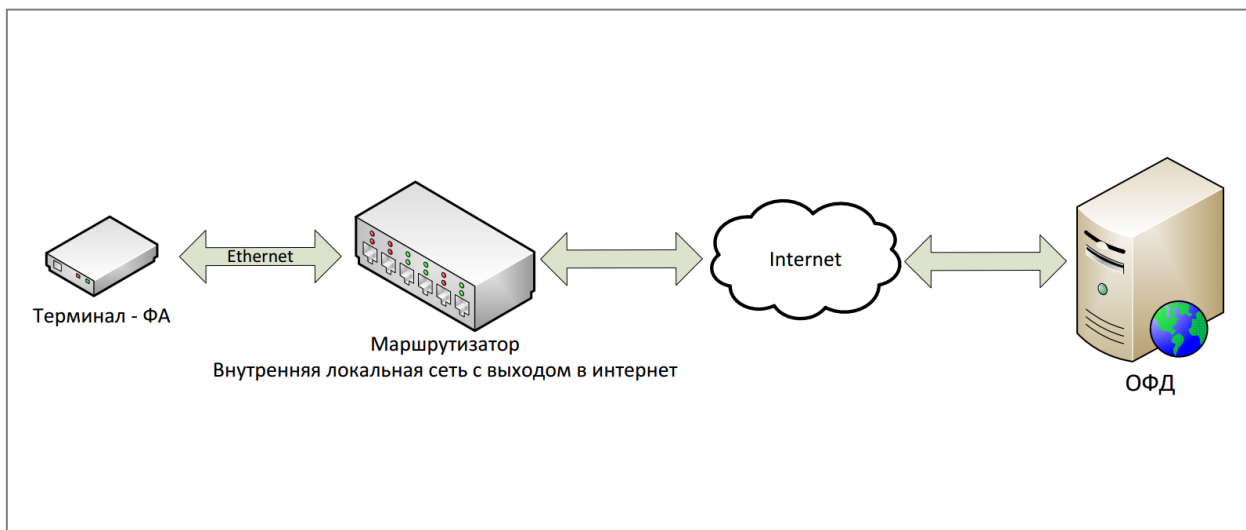 Терминал - ФА
Ethernet
Маршрутизатор
Внутренняя локальная сеть с выходом в интернет
Internet
ОФД